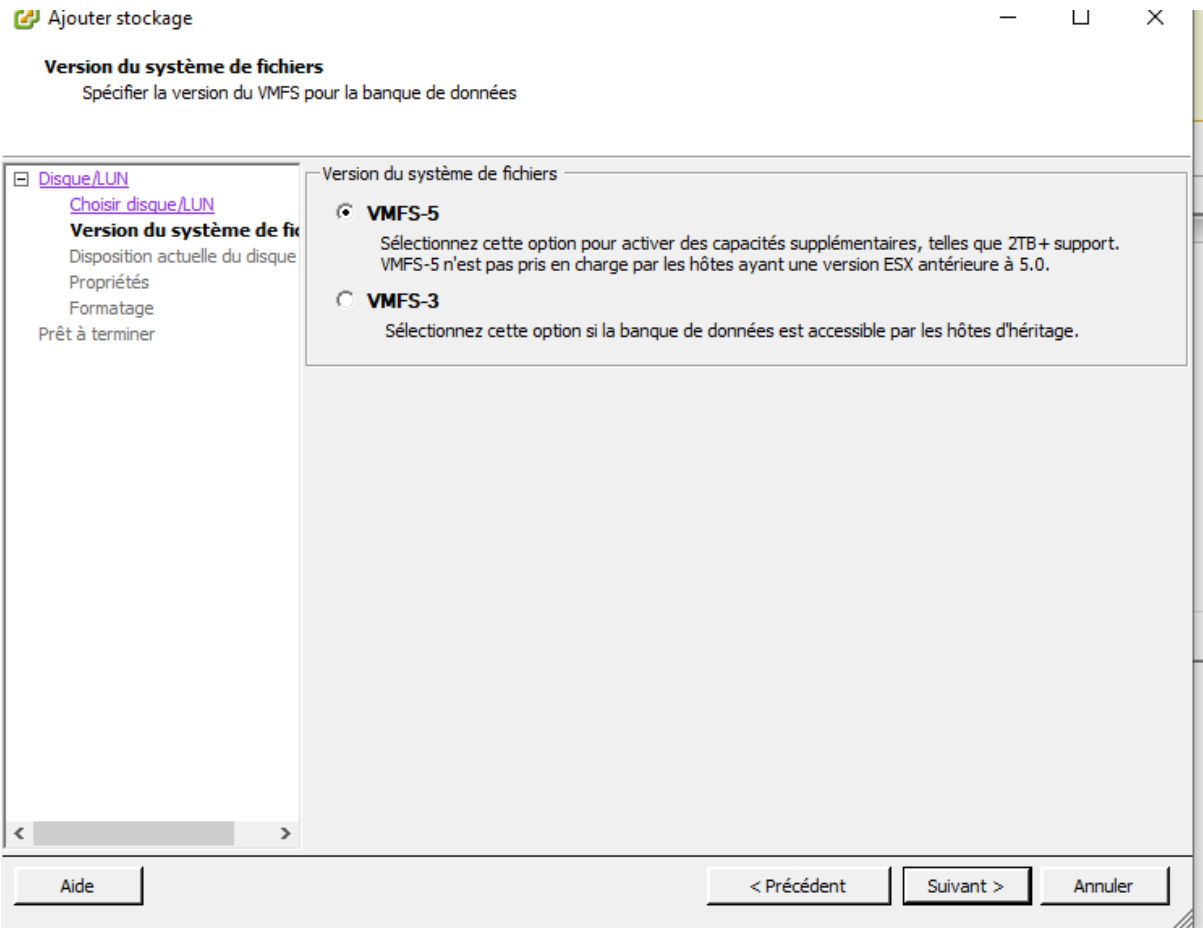 Ajouter stockage
Version du système de fichiers
Spécifier la version du VMFS pour la banque de données
Disque/LUN
Choisir disque/LUN
Version du système de fic
Disposition actuelle du disque
Propriétés
Formatage
Prêt à terminer
Version du système de fichiers
VMFS-5
Sélectionnez cette option pour activer des capacités supplémentaires, telles que 2TB+ support.
VMFS-5 n'est pas pris en charge par les hôtes ayant une version ESX antérieure à 5.0.
VMFS-3
Sélectionnez cette option si la banque de données est accessible par les hôtes d'héritage.
Aide
< Précédent
Suivant >
Annuler